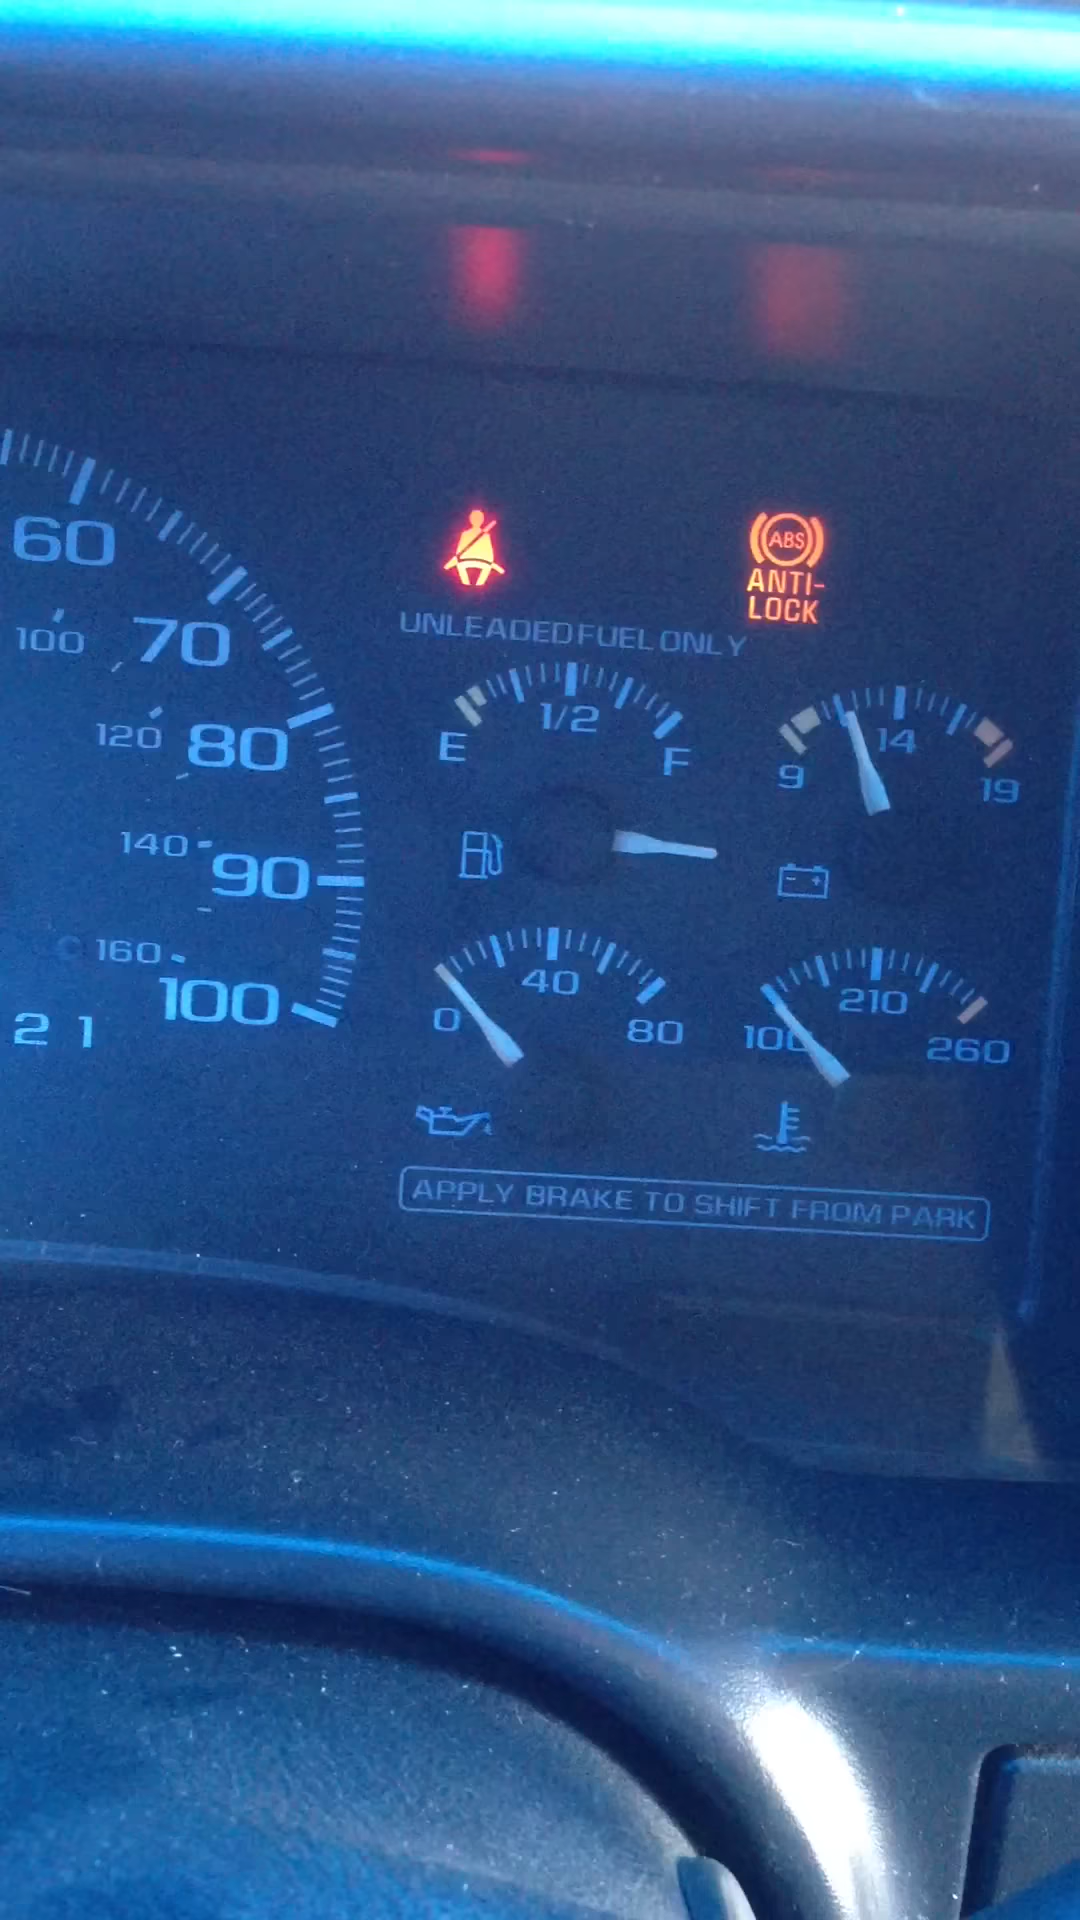 60
ABS
ANTI-
LOCK
UNLEADED FUEL ONLY
100 70
1/2
E F
9 14 19
120 80
140 90
160 100
2 1
0 40 80
100 210 260
APPLY BRAKE TO SHIFT FROM PARK